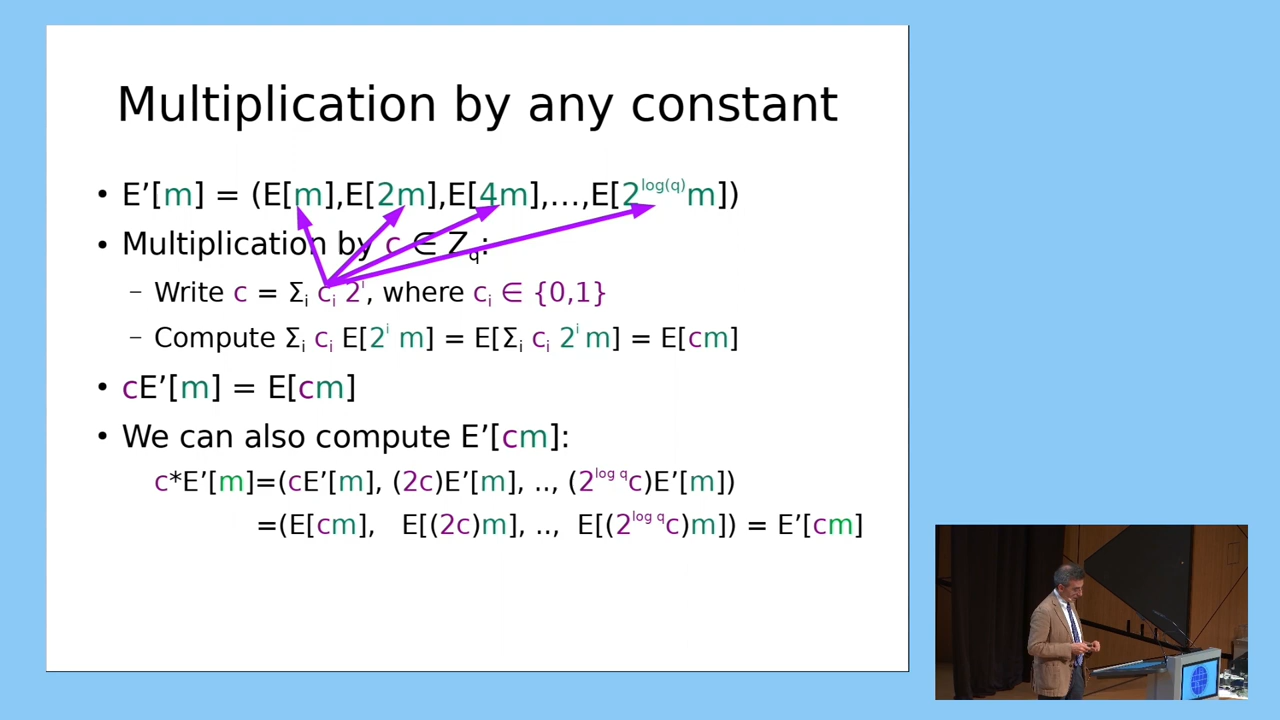 Multiplication by any constant
• E’[m] = (E[m],E[2m],E[4m],…,E[2^log(q) m])
• Multiplication by c ∈ Z_q:
– Write c = Σ_i c_i 2^i, where c_i ∈ {0,1}
– Compute Σ_i c_i E[2^i m] = E[Σ_i c_i 2^i m] = E[cm]
• cE’[m] = E[cm]
• We can also compute E’[cm]:
c*E’[m]=(cE’[m], (2c)E’[m], .., (2^log q c)E’[m])
=(E[cm], E[(2c)m], .., E[(2^log q c)m]) = E’[cm]